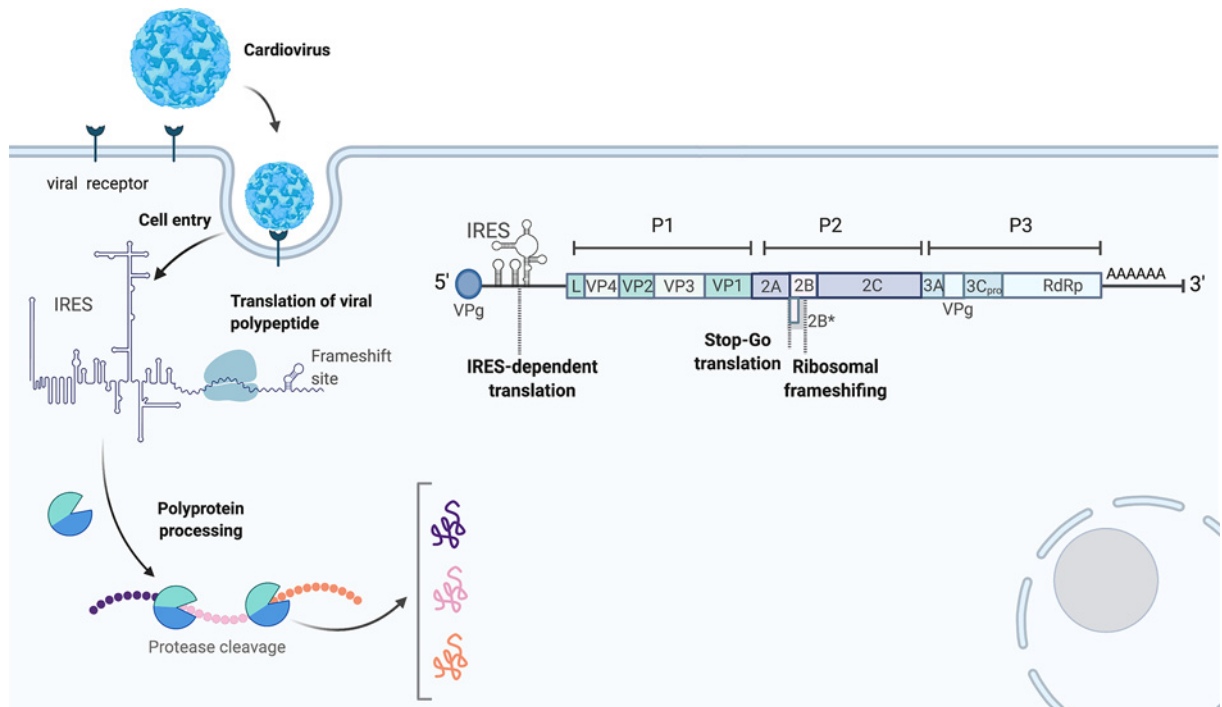 Cardiovirus
viral receptor
Cell entry
IRES
Translation of viral
polypeptide
Frameshift
site
Polyprotein
processing
Protease cleavage
P1
P2
P3
IRES
5'
VPg
L
VP4
VP2
VP3
VP1
2A
2B
2C
3A
3Cpro
RdRp
AAAAAA
3'
VPg
2B*
Stop-Go
translation
IRES-dependent
translation
Ribosomal
frameshifing